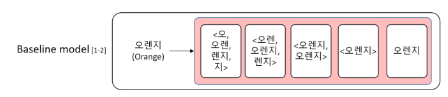 Baseline model [1-2]
오렌지
(Orange)
<오,
오렌,
렌지,
지>
<오렌,
오렌지,
렌지>
<오렌지,
오렌지>
<오렌지>
오렌지